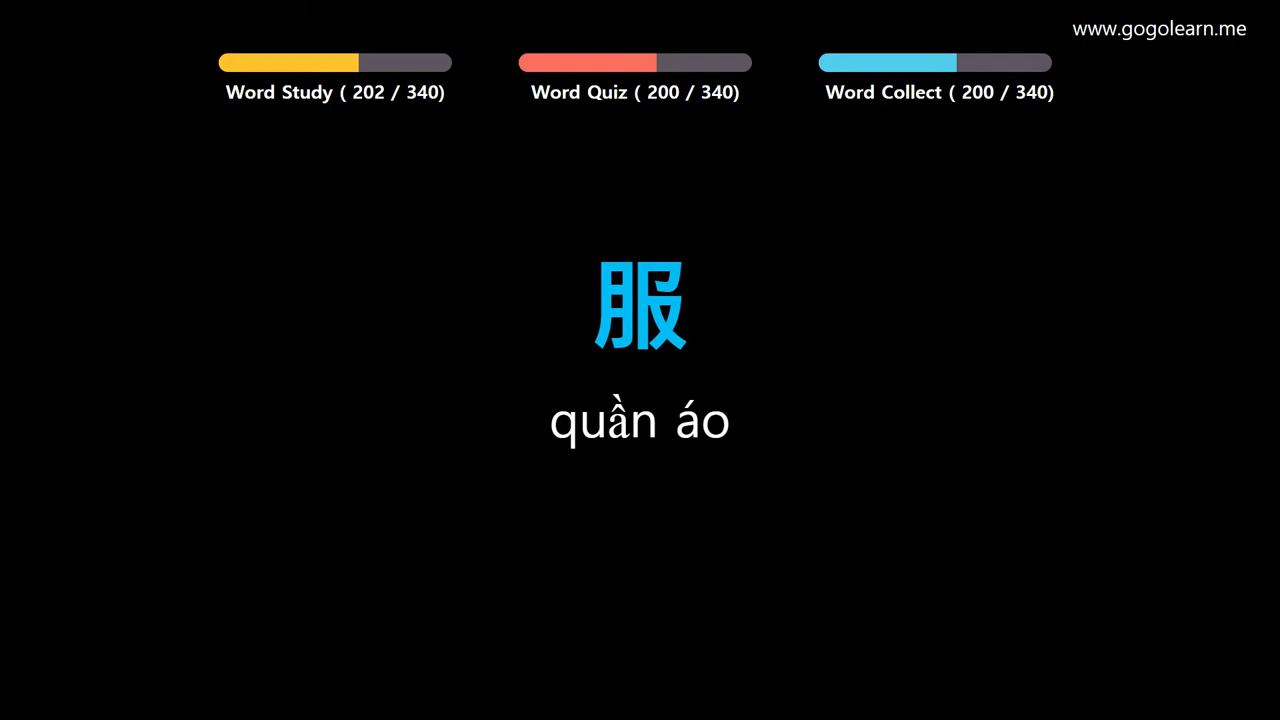 www.gogolearn.me
Word Study ( 202 / 340)
Word Quiz ( 200 / 340)
Word Collect ( 200 / 340)
服
quần áo